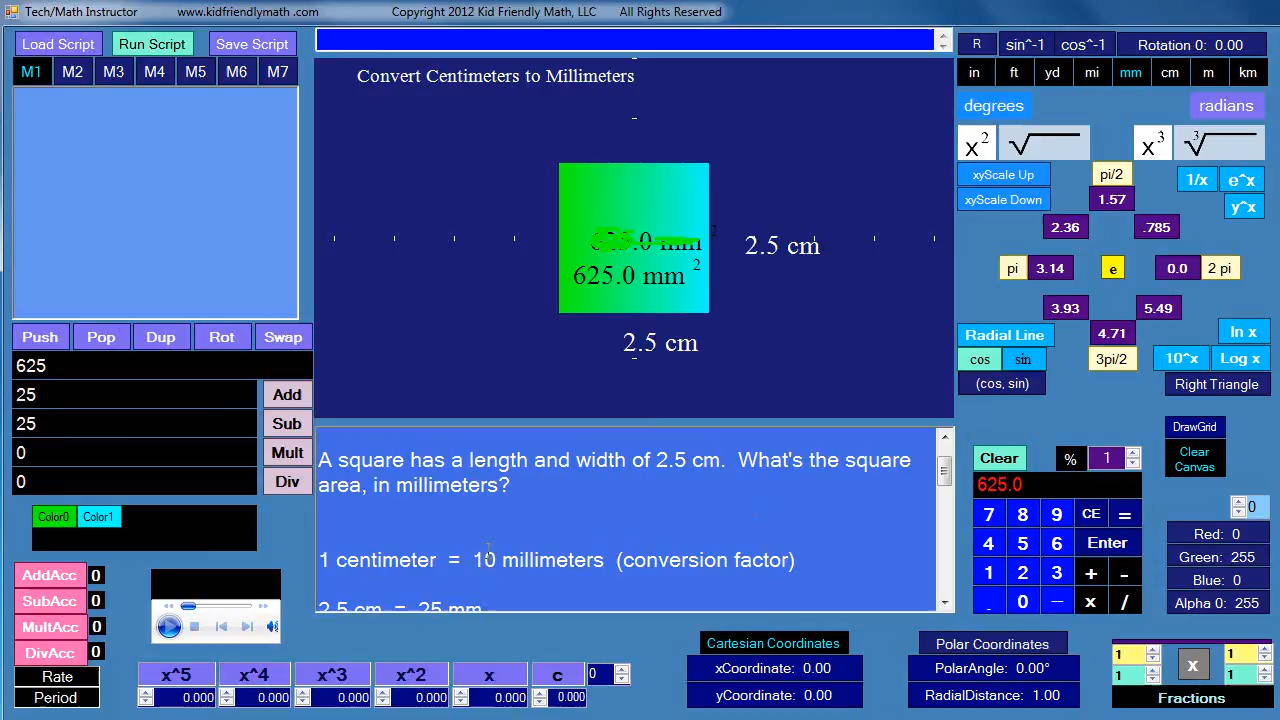 Tech/Math Instructor www.kidfriendlymath .com Copyright 2012 Kid Friendly Math, LLC All Rights Reserved
Load Script Run Script Save Script
M1 M2 M3 M4 M5 M6 M7
Push Pop Dup Rot Swap
625
25 Add
25 Sub
0 Mult
0 Div
Color0 Color1
AddAcc 0
SubAcc 0
MultAcc 0
DivAcc 0
Rate
Period
Convert Centimeters to Millimeters
625.0 mm 2
625.0 mm 2
2.5 cm
2.5 cm
A square has a length and width of 2.5 cm. What's the square
area, in millimeters?
1 centimeter = 10 millimeters (conversion factor)
2.5 cm = 25 mm
x^5 x^4 x^3 x^2 x c 0
0.000 0.000 0.000 0.000 0.000 0.000
Cartesian Coordinates
xCoordinate: 0.00
yCoordinate: 0.00
Polar Coordinates
PolarAngle: 0.00°
RadialDistance: 1.00
R sin^-1 cos^-1 Rotation 0: 0.00
in ft yd mi mm cm m km
degrees radians
x2 √ x3 3√
xyScale Up pi/2 1/x e^x
xyScale Down 1.57 y^x
2.36 .785
pi 3.14 e 0.0 2 pi
3.93 5.49
Radial Line 4.71 ln x
cos sin 3pi/2 10^x Log x
(cos, sin) Right Triangle
DrawGrid
Clear % 1 Clear
Canvas
625.0
7 8 9 CE =
4 5 6 Enter
1 2 3 + -
. 0 — x /
0
Red: 0
Green: 255
Blue: 0
Alpha 0: 255
1 x 1
1 1
Fractions